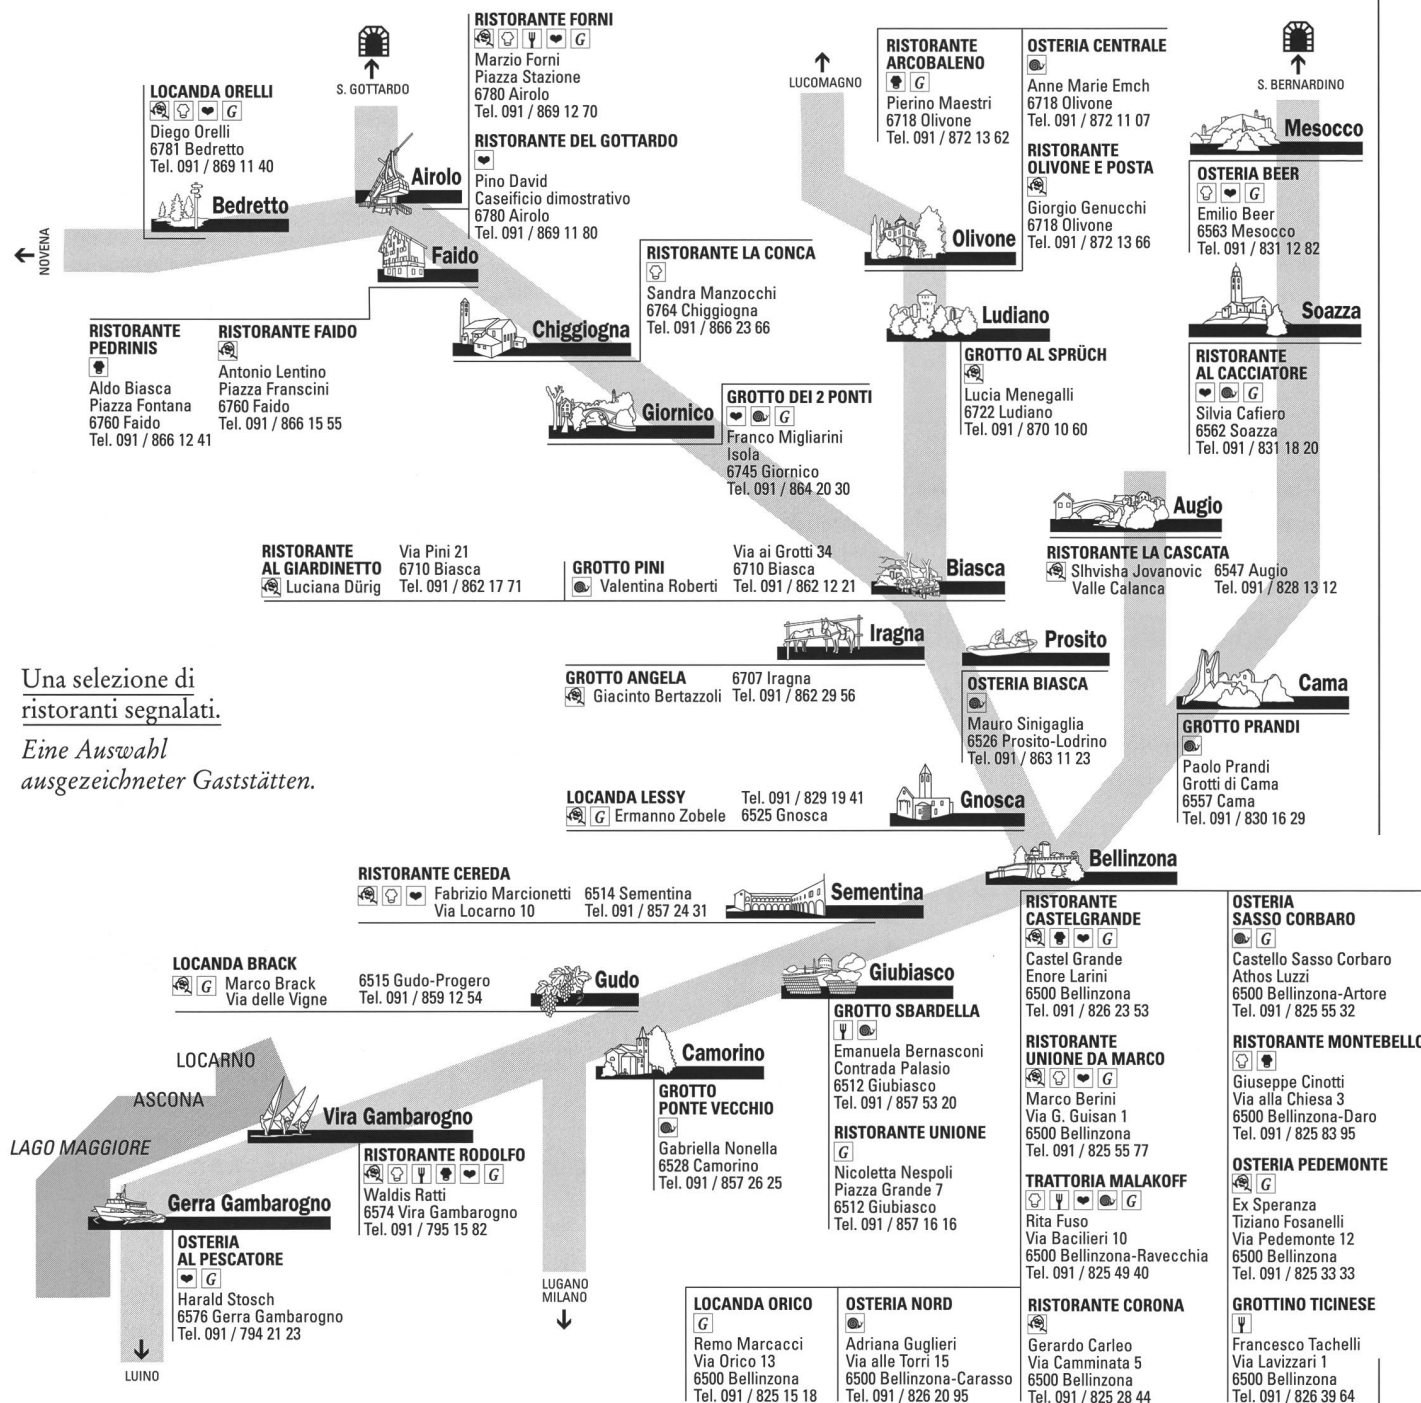 S. GOTTARDO
LOCANDA ORELLI
G
Diego Orelli
6781 Bedretto
Tel. 091 / 869 11 40
Bedretto
NOVENA
RISTORANTE FORNI
G
Marzio Forni
Piazza Stazione
6780 Airolo
Tel. 091 / 869 12 70
RISTORANTE DEL GOTTARDO
Pino David
Caseificio dimostrativo
6780 Airolo
Tel. 091 / 869 11 80
Airolo
Faido
RISTORANTE
PEDRINIS
Aldo Biasca
Piazza Fontana
6760 Faido
Tel. 091 / 866 12 41
RISTORANTE FAIDO
Antonio Lentino
Piazza Franscini
6760 Faido
Tel. 091 / 866 15 55
RISTORANTE LA CONCA
Sandra Manzocchi
6764 Chiggiogna
Tel. 091 / 866 23 66
Chiggiogna
Giornico
GROTTO DEI 2 PONTI
G
Franco Migliarini
Isola
6745 Giornico
Tel. 091 / 864 20 30
LUCOMAGNO
RISTORANTE
ARCOBALENO
G
Pierino Maestri
6718 Olivone
Tel. 091 / 872 13 62
OSTERIA CENTRALE
Anne Marie Emch
6718 Olivone
Tel. 091 / 872 11 07
RISTORANTE
OLIVONE E POSTA
Giorgio Genucchi
6718 Olivone
Tel. 091 / 872 13 66
Olivone
Ludiano
GROTTO AL SPRÜCH
Lucia Menegalli
6722 Ludiano
Tel. 091 / 870 10 60
S. BERNARDINO
Mesocco
OSTERIA BEER
G
Emilio Beer
6563 Mesocco
Tel. 091 / 831 12 82
Soazza
RISTORANTE
AL CACCIATORE
G
Silvia Cafiero
6562 Soazza
Tel. 091 / 831 18 20
Augio
RISTORANTE LA CASCATA
Slhvisha Jovanovic 6547 Augio
Valle Calanca Tel. 091 / 828 13 12
RISTORANTE
AL GIARDINETTO
Luciana Dürig
Via Pini 21
6710 Biasca
Tel. 091 / 862 17 71
GROTTO PINI
Valentina Roberti
Via ai Grotti 34
6710 Biasca
Tel. 091 / 862 12 21
Biasca
Iragna
GROTTO ANGELA 6707 Iragna
Giacinto Bertazzoli Tel. 091 / 862 29 56
Prosito
OSTERIA BIASCA
Mauro Sinigaglia
6526 Prosito-Lodrino
Tel. 091 / 863 11 23
Cama
GROTTO PRANDI
Paolo Prandi
Grotti di Cama
6557 Cama
Tel. 091 / 830 16 29
Una selezione di
ristoranti segnalati.
Eine Auswahl
ausgezeichneter Gaststätten.
LOCANDA LESSY Tel. 091 / 829 19 41
G Ermanno Zobele 6525 Gnosca
Gnosca
Bellinzona
RISTORANTE CEREDA
Fabrizio Marcionetti 6514 Sementina
Via Locarno 10 Tel. 091 / 857 24 31
Sementina
LOCANDA BRACK
G Marco Brack 6515 Gudo-Progero
Via delle Vigne Tel. 091 / 859 12 54
Gudo
Giubiasco
GROTTO SBARDELLA
Emanuela Bernasconi
Contrada Palasio
6512 Giubiasco
Tel. 091 / 857 53 20
RISTORANTE UNIONE
G
Nicoletta Nespoli
Piazza Grande 7
6512 Giubiasco
Tel. 091 / 857 16 16
Camorino
GROTTO
PONTE VECCHIO
Gabriella Nonella
6528 Camorino
Tel. 091 / 857 26 25
LOCARNO
ASCONA
LAGO MAGGIORE
Vira Gambarogno
RISTORANTE RODOLFO
G
Waldis Ratti
6574 Vira Gambarogno
Tel. 091 / 795 15 82
Gerra Gambarogno
OSTERIA
AL PESCATORE
G
Harald Stosch
6576 Gerra Gambarogno
Tel. 091 / 794 21 23
LUINO
LUGANO
MILANO
RISTORANTE
CASTELGRANDE
G
Castel Grande
Enore Larini
6500 Bellinzona
Tel. 091 / 826 23 53
RISTORANTE
UNIONE DA MARCO
G
Marco Berini
Via G. Guisan 1
6500 Bellinzona
Tel. 091 / 825 55 77
TRATTORIA MALAKOFF
G
Rita Fuso
Via Bacilieri 10
6500 Bellinzona-Ravecchia
Tel. 091 / 825 49 40
RISTORANTE CORONA
Gerardo Carleo
Via Camminata 5
6500 Bellinzona
Tel. 091 / 825 28 44
OSTERIA
SASSO CORBARO
G
Castello Sasso Corbaro
Athos Luzzi
6500 Bellinzona-Artore
Tel. 091 / 825 55 32
RISTORANTE MONTEBELLO
Giuseppe Cinotti
Via alla Chiesa 3
6500 Bellinzona-Daro
Tel. 091 / 825 83 95
OSTERIA PEDEMONTE
G
Ex Speranza
Tiziano Fosanelli
Via Pedemonte 12
6500 Bellinzona
Tel. 091 / 825 33 33
GROTTINO TICINESE
Francesco Tachelli
Via Lavizzari 1
6500 Bellinzona
Tel. 091 / 826 39 64
LOCANDA ORICO
G
Remo Marcacci
Via Orico 13
6500 Bellinzona
Tel. 091 / 825 15 18
OSTERIA NORD
Adriana Guglieri
Via alle Torri 15
6500 Bellinzona-Carasso
Tel. 091 / 826 20 95